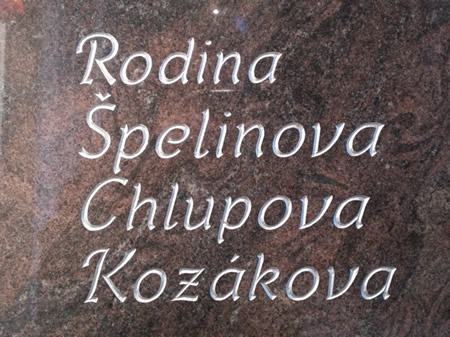 Rodina
Špelinova
Chlupova
Kozákova